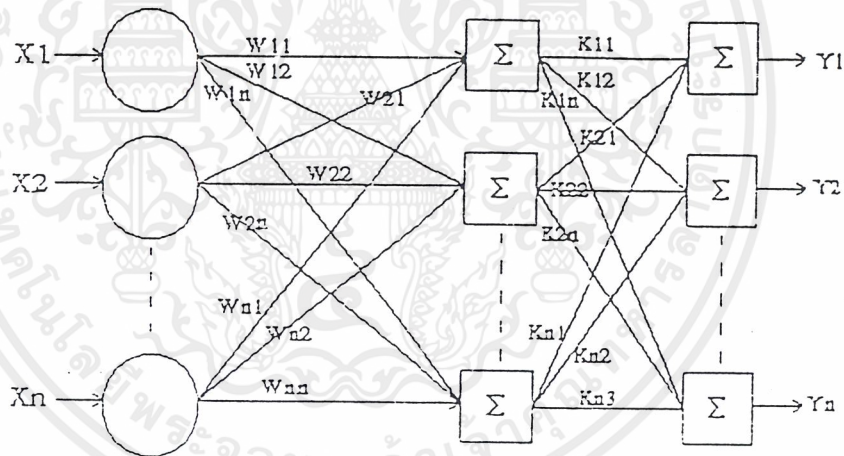 X1 W11 Σ K11 Σ Y1
W12 K12
W1n W21 K1n
K21
X2 W22 Σ K22 Σ Y2
W2n K2n
Wn1 Kn1
Wn2 Kn2
Xn Wnn Σ Kn3 Σ Yn